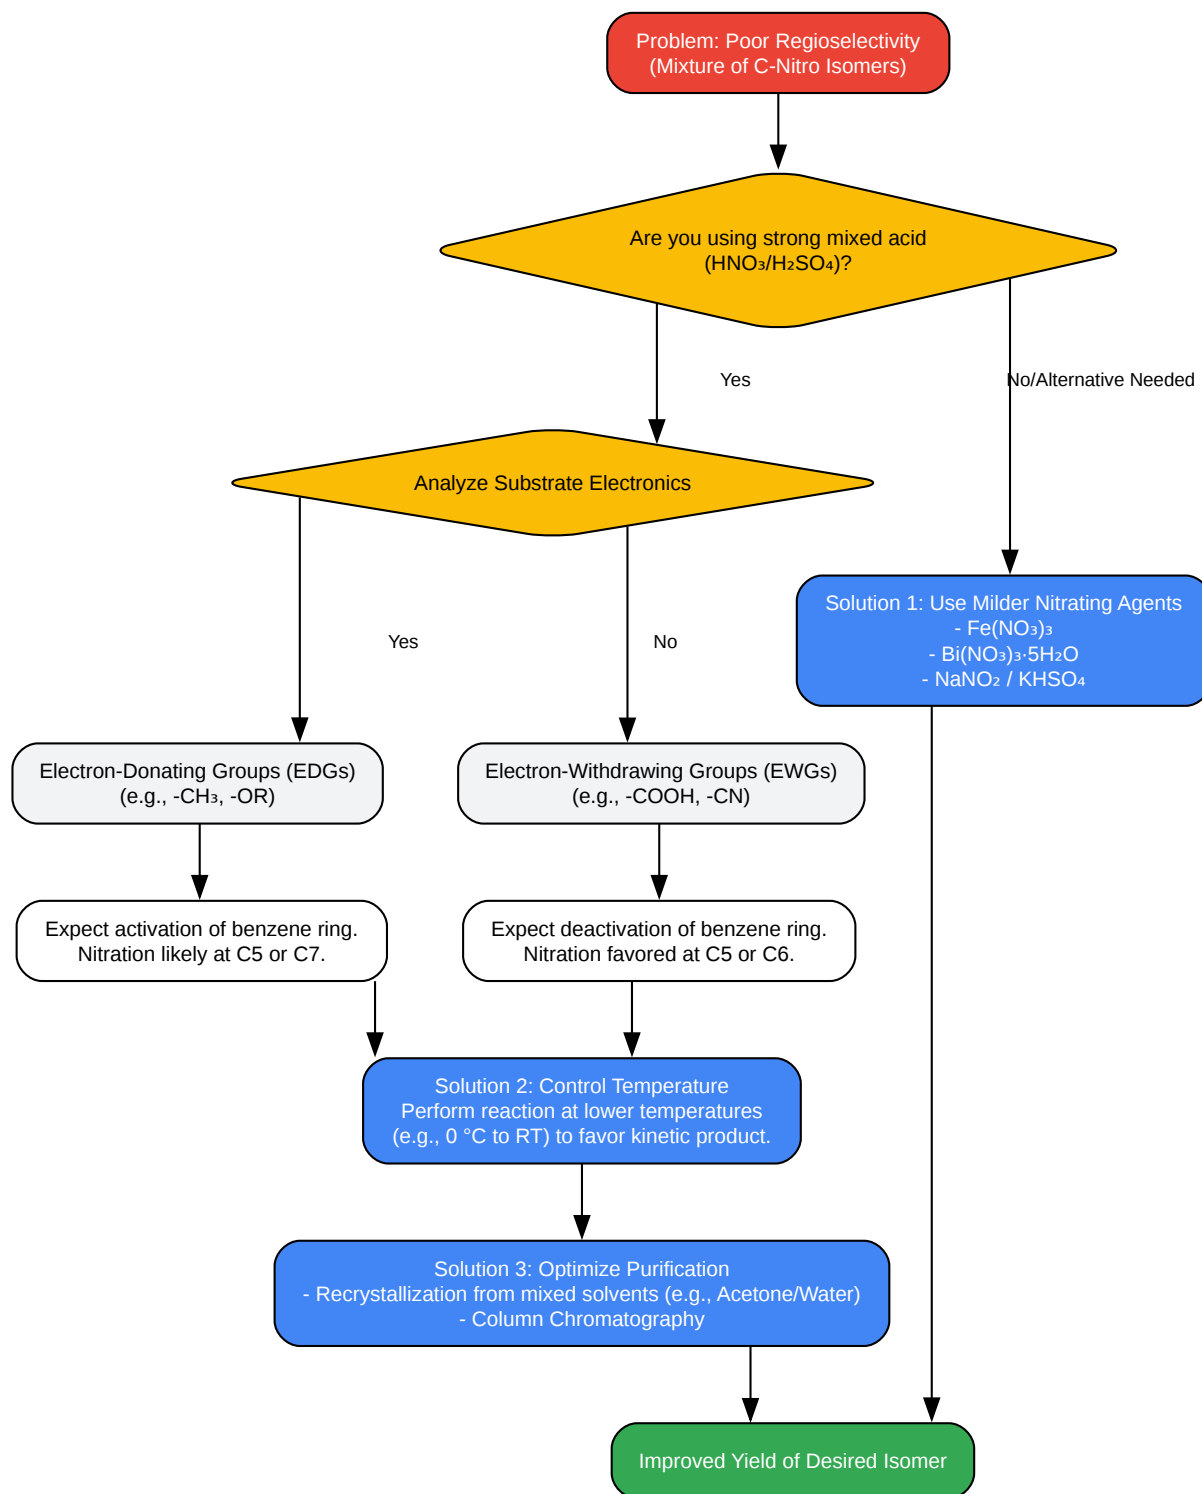 Problem: Poor Regioselectivity
(Mixture of C-Nitro Isomers)
Are you using strong mixed acid
(HNO₃/H₂SO₄)?
Yes
No/Alternative Needed
Analyze Substrate Electronics
Solution 1: Use Milder Nitrating Agents
- Fe(NO₃)₃
- Bi(NO₃)₃·5H₂O
- NaNO₂ / KHSO₄
Yes
No
Electron-Donating Groups (EDGs)
(e.g., -CH₃, -OR)
Electron-Withdrawing Groups (EWGs)
(e.g., -COOH, -CN)
Expect activation of benzene ring.
Nitration likely at C5 or C7.
Expect deactivation of benzene ring.
Nitration favored at C5 or C6.
Solution 2: Control Temperature
Perform reaction at lower temperatures
(e.g., 0 °C to RT) to favor kinetic product.
Solution 3: Optimize Purification
- Recrystallization from mixed solvents (e.g., Acetone/Water)
- Column Chromatography
Improved Yield of Desired Isomer